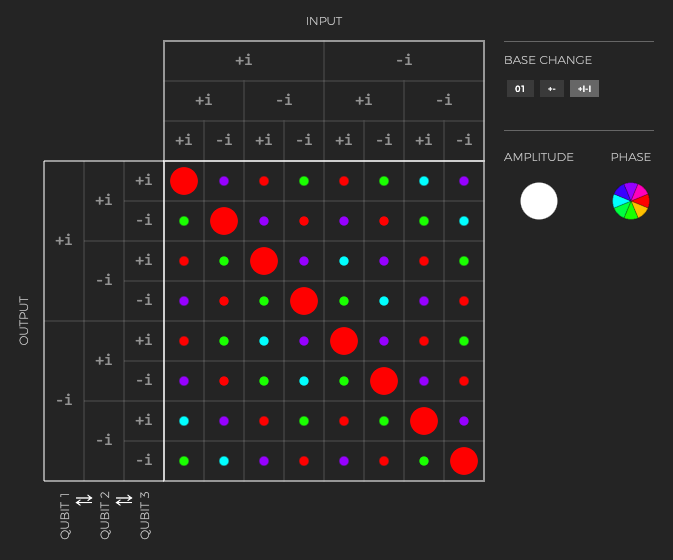 INPUT
+i -i
+i -i +i -i
+i -i +i -i +i -i +i -i
BASE CHANGE
01 +- +i-i
AMPLITUDE PHASE
OUTPUT
+i
+i
+i
-i
-i
+i
-i
-i
+i
+i
-i
-i
+i
-i
QUBIT 1 ⇄ QUBIT 2 ⇄ QUBIT 3